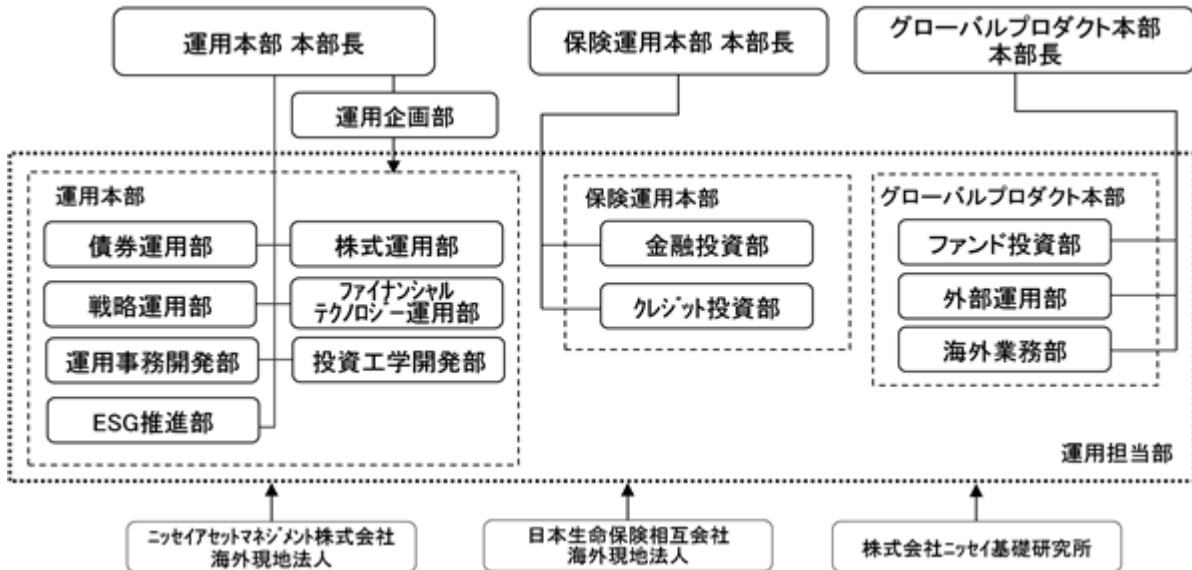 運用本部 本部長
保険運用本部 本部長
グローバルプロダクト本部
本部長
運用企画部
運用本部
債券運用部
株式運用部
戦略運用部
ファイナンシャル
テクノロジー運用部
運用事務開発部
投資工学開発部
ESG推進部
保険運用本部
金融投資部
クレジット投資部
グローバルプロダクト本部
ファンド投資部
外部運用部
海外業務部
運用担当部
ニッセイアセットマネジメント株式会社
海外現地法人
日本生命保険相互会社
海外現地法人
株式会社ニッセイ基礎研究所